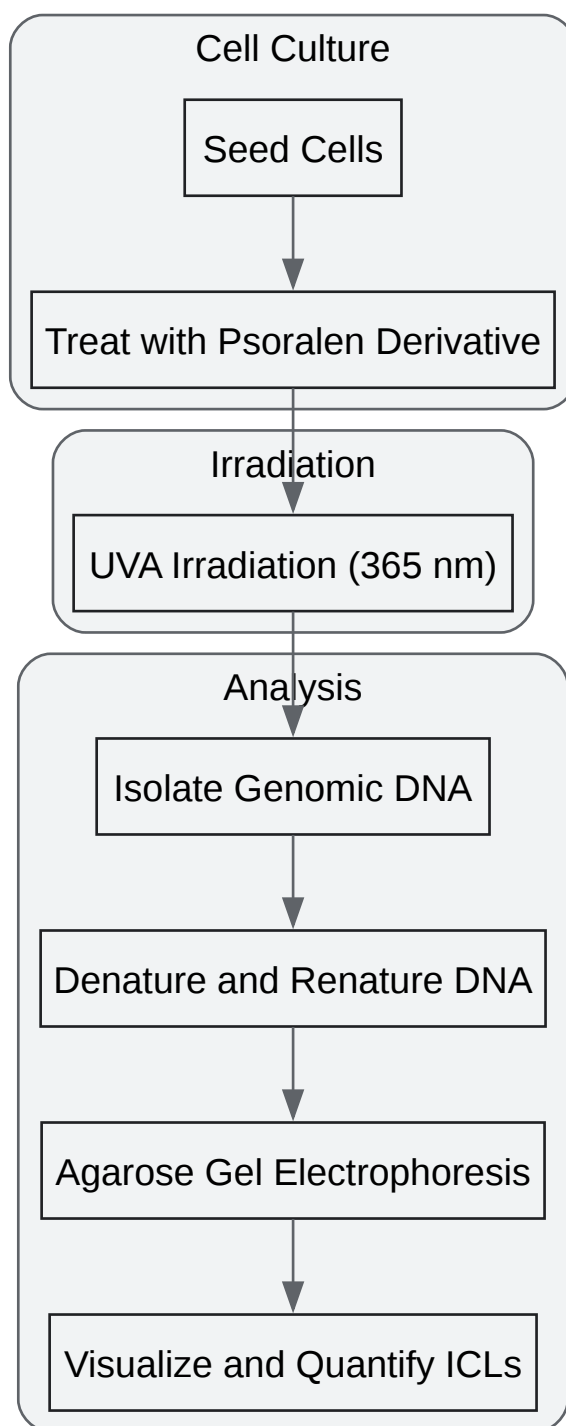 Cell Culture
Seed Cells
Treat with Psoralen Derivative
Irradiation
UVA Irradiation (365 nm)
Analysis
Isolate Genomic DNA
Denature and Renature DNA
Agarose Gel Electrophoresis
Visualize and Quantify ICLs